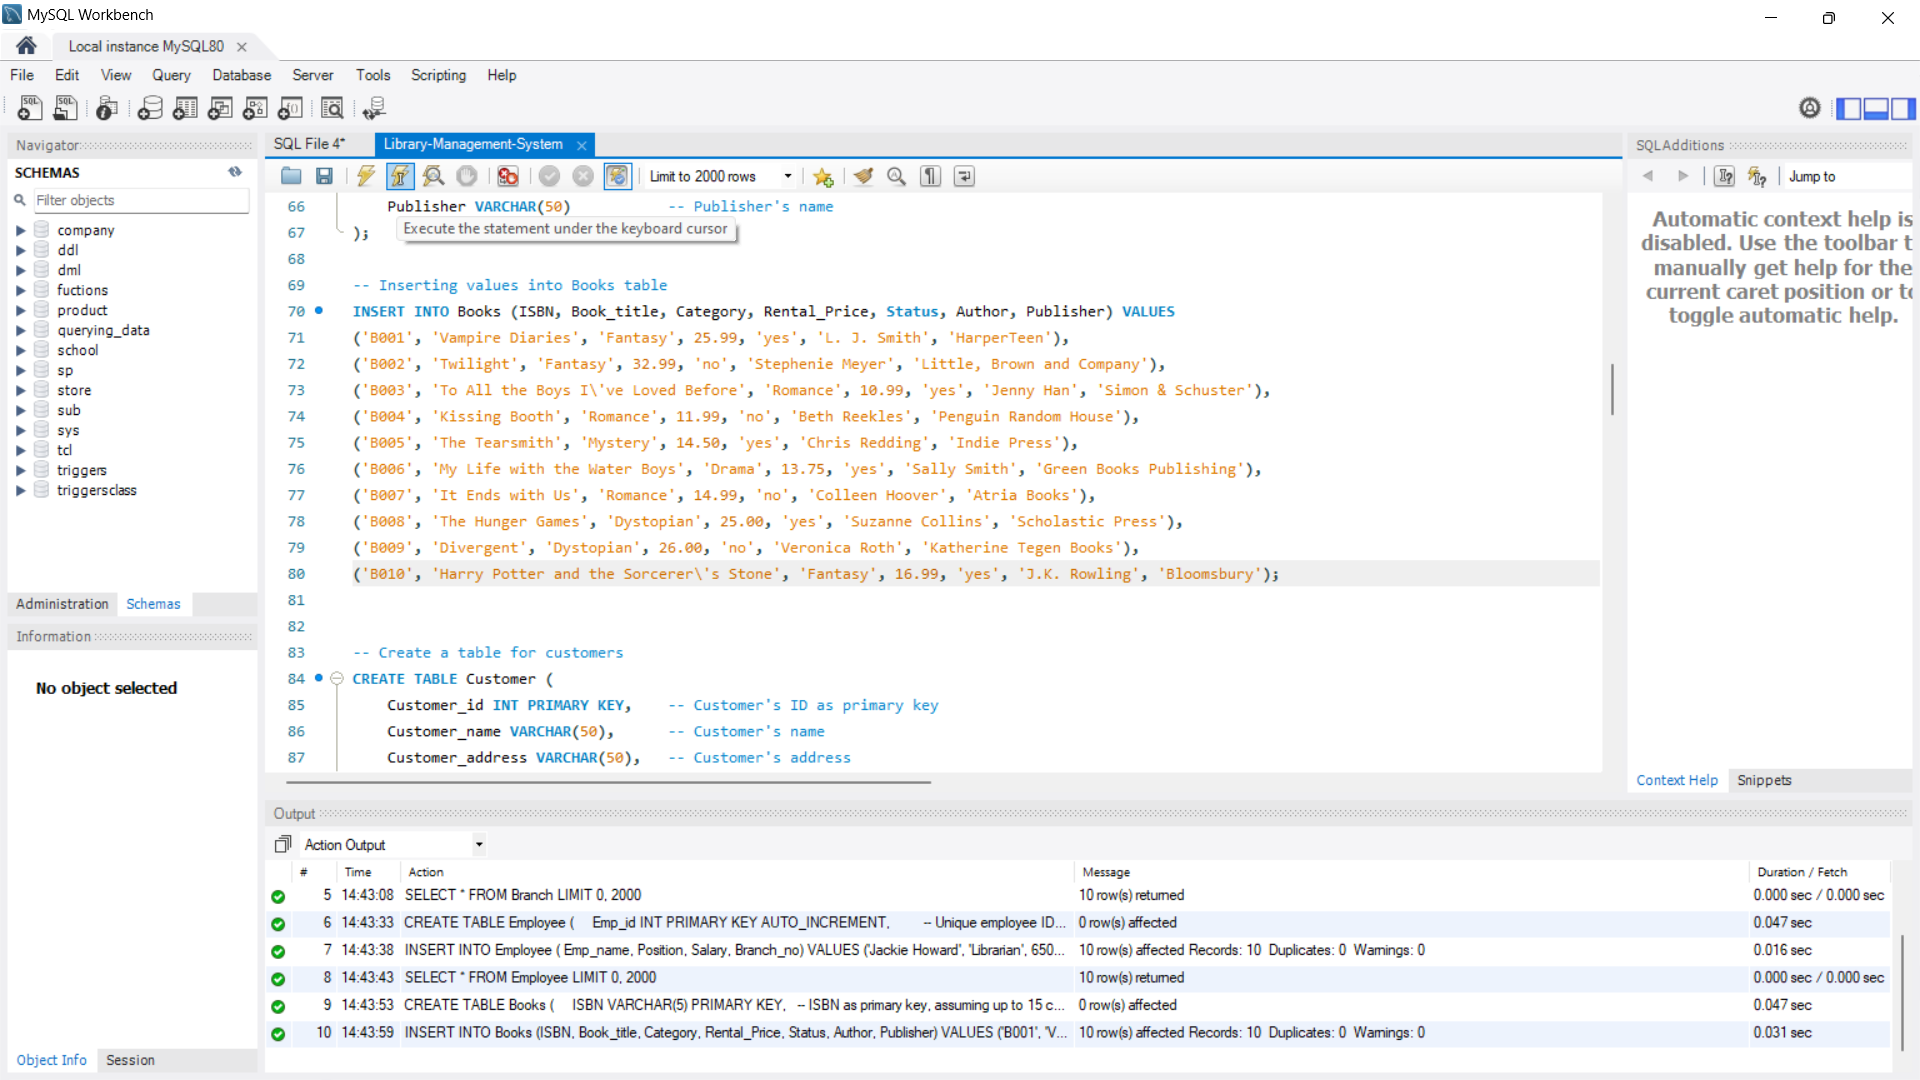 MySQL Workbench
Local instance MySQL80
File Edit View Query Database Server Tools Scripting Help
Navigator
SCHEMAS
Filter objects
company
ddl
dml
fuctions
product
querying_data
school
sp
store
sub
sys
tcl
triggers
triggersclass
Administration Schemas
Information
No object selected
Object Info Session
SQL File 4* Library-Management-System
Limit to 2000 rows
66 Publisher VARCHAR(50) -- Publisher's name
67 );
Execute the statement under the keyboard cursor
68
69 -- Inserting values into Books table
70 INSERT INTO Books (ISBN, Book_title, Category, Rental_Price, Status, Author, Publisher) VALUES
71 ('B001', 'Vampire Diaries', 'Fantasy', 25.99, 'yes', 'L. J. Smith', 'HarperTeen'),
72 ('B002', 'Twilight', 'Fantasy', 32.99, 'no', 'Stephenie Meyer', 'Little, Brown and Company'),
73 ('B003', 'To All the Boys I\'ve Loved Before', 'Romance', 10.99, 'yes', 'Jenny Han', 'Simon & Schuster'),
74 ('B004', 'Kissing Booth', 'Romance', 11.99, 'no', 'Beth Reekles', 'Penguin Random House'),
75 ('B005', 'The Tearsmith', 'Mystery', 14.50, 'yes', 'Chris Redding', 'Indie Press'),
76 ('B006', 'My Life with the Water Boys', 'Drama', 13.75, 'yes', 'Sally Smith', 'Green Books Publishing'),
77 ('B007', 'It Ends with Us', 'Romance', 14.99, 'no', 'Colleen Hoover', 'Atria Books'),
78 ('B008', 'The Hunger Games', 'Dystopian', 25.00, 'yes', 'Suzanne Collins', 'Scholastic Press'),
79 ('B009', 'Divergent', 'Dystopian', 26.00, 'no', 'Veronica Roth', 'Katherine Tegen Books'),
80 ('B010', 'Harry Potter and the Sorcerer\'s Stone', 'Fantasy', 16.99, 'yes', 'J.K. Rowling', 'Bloomsbury');
81
82
83 -- Create a table for customers
84 CREATE TABLE Customer (
85 Customer_id INT PRIMARY KEY, -- Customer's ID as primary key
86 Customer_name VARCHAR(50), -- Customer's name
87 Customer_address VARCHAR(50), -- Customer's address
SQLAdditions
Jump to
Automatic context help is
disabled. Use the toolbar t
manually get help for the
current caret position or to
toggle automatic help.
Context Help Snippets
Output
Action Output
# Time Action Message Duration / Fetch
5 14:43:08 SELECT * FROM Branch LIMIT 0, 2000 10 row(s) returned 0.000 sec / 0.000 sec
6 14:43:33 CREATE TABLE Employee ( Emp_id INT PRIMARY KEY AUTO_INCREMENT, -- Unique employee ID... 0 row(s) affected 0.047 sec
7 14:43:38 INSERT INTO Employee ( Emp_name, Position, Salary, Branch_no) VALUES ('Jackie Howard', 'Librarian', 650... 10 row(s) affected Records: 10 Duplicates: 0 Warnings: 0 0.016 sec
8 14:43:43 SELECT * FROM Employee LIMIT 0, 2000 10 row(s) returned 0.000 sec / 0.000 sec
9 14:43:53 CREATE TABLE Books ( ISBN VARCHAR(5) PRIMARY KEY, -- ISBN as primary key, assuming up to 15 c... 0 row(s) affected 0.047 sec
10 14:43:59 INSERT INTO Books (ISBN, Book_title, Category, Rental_Price, Status, Author, Publisher) VALUES ('B001', 'V... 10 row(s) affected Records: 10 Duplicates: 0 Warnings: 0 0.031 sec